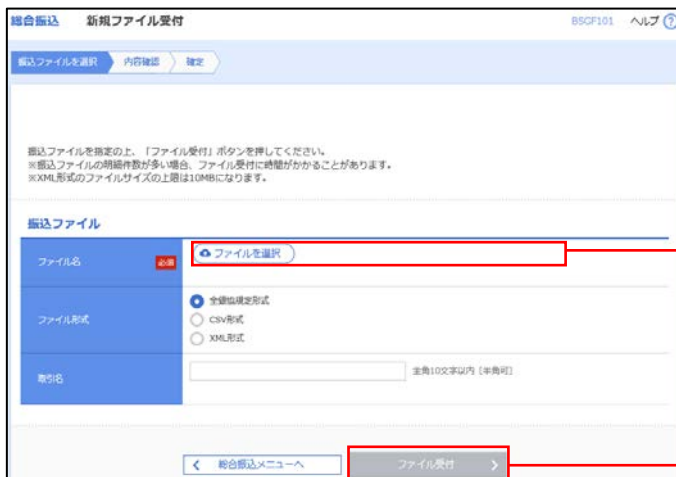 総合振込 新規ファイル受付 BSGF101 ヘルプ ?
振込ファイルを選択 内容確認 確定
振込ファイルを指定の上、「ファイル受付」ボタンを押してください。
※振込ファイルの明細件数が多い場合、ファイル受付に時間がかかることがあります。
※XML形式のファイルサイズの上限は10MBになります。
振込ファイル
ファイル名 必須 ファイルを選択
ファイル形式
全銀協規定形式
CSV形式
XML形式
取引名 全角10文字以内 [半角可]
総合振込メニューへ ファイル受付